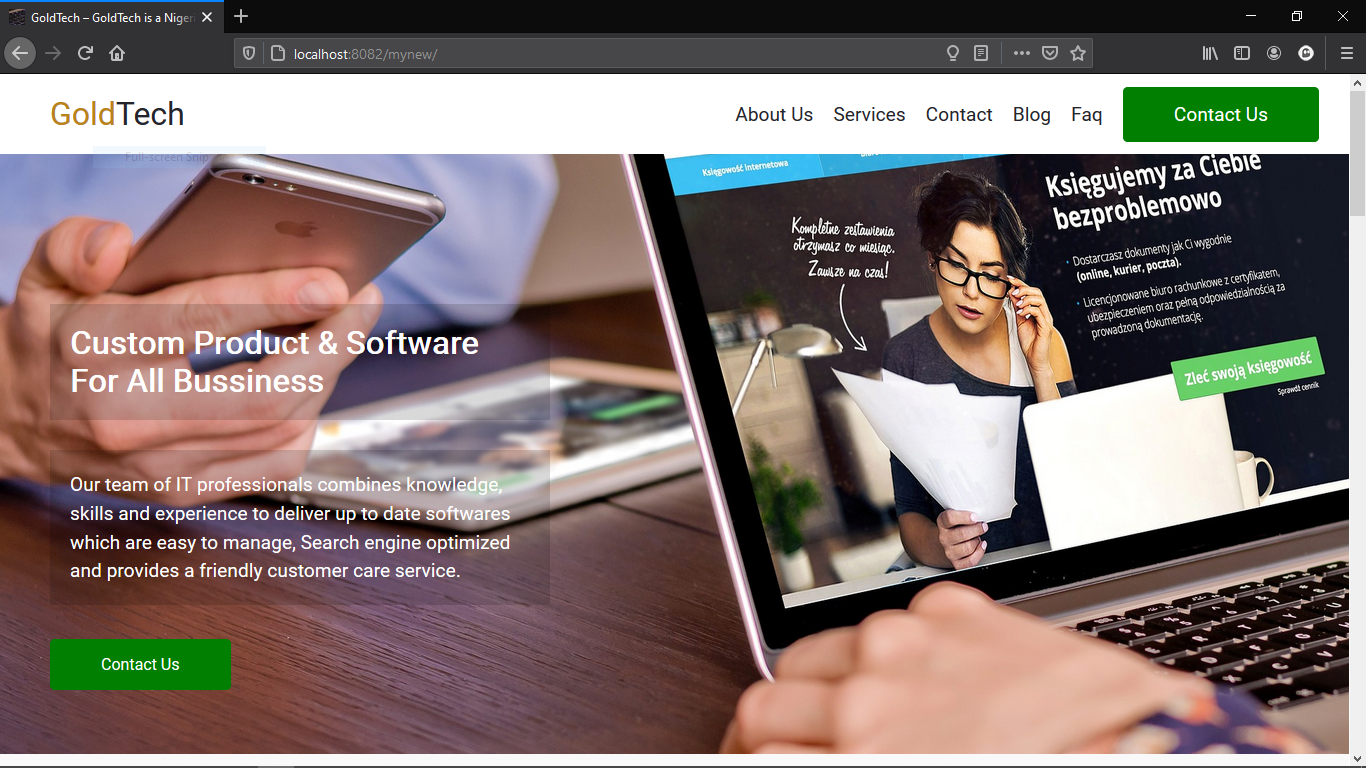 GoldTech – GoldTech is a Nigen
localhost:8082/mynew/
GoldTech
About Us Services Contact Blog Faq Contact Us
Full-screen Snip
Księgowość internetowa
Księgujemy za Ciebie
bezproblemowo
Kompletne zestawienia
otrzymasz co miesiąc.
Zawsze na czas!
Dostarczasz dokumenty jak Ci wygodnie
(online, kurier, poczta).
Licencjonowane biuro rachunkowe z certyfikatem,
ubezpieczeniem oraz pełną odpowiedzialnością za
prowadzoną dokumentację.
Zleć swoją księgowość
Sprawdź cennik
Custom Product & Software
For All Bussiness
Our team of IT professionals combines knowledge,
skills and experience to deliver up to date softwares
which are easy to manage, Search engine optimized
and provides a friendly customer care service.
Contact Us